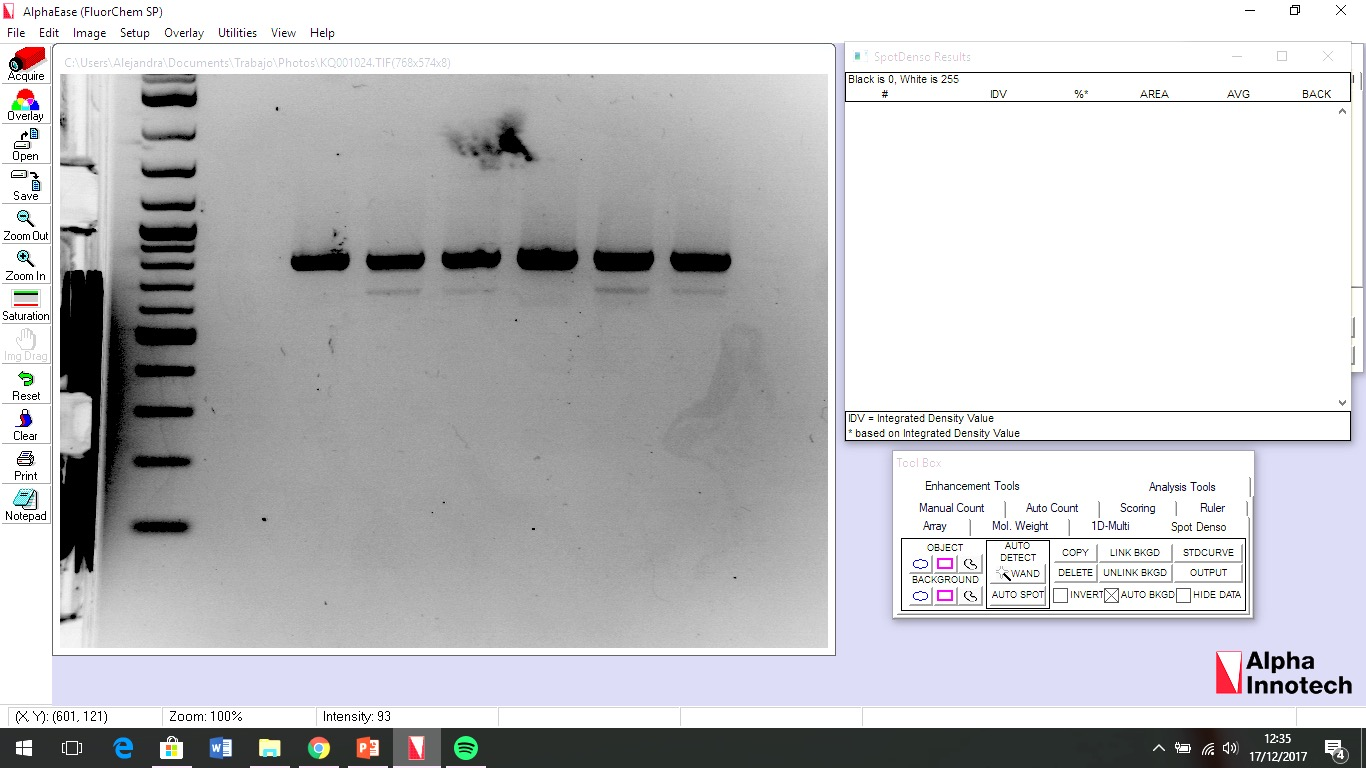 AlphaEase (FluorChem SP)
File Edit Image Setup Overlay Utilities View Help
Acquire
Overlay
Open
Save
Zoom Out
Zoom In
Saturation
Img Drag
Reset
Clear
Print
Notepad
C:\Users\Alejandra\Documents\Trabajo\Photos\KQ001024.TIF(768x574x8)
SpotDenso Results
Black is 0, White is 255
# IDV %* AREA AVG BACK
IDV = Integrated Density Value
* based on Integrated Density Value
Tool Box
Enhancement Tools Analysis Tools
Manual Count Auto Count Scoring Ruler
Array Mol. Weight 1D-Multi Spot Denso
OBJECT
BACKGROUND
AUTO
DETECT
WAND
AUTO SPOT
COPY LINK BKGD STDCURVE
DELETE UNLINK BKGD OUTPUT
INVERT AUTO BKGD HIDE DATA
Alpha
Innotech
(X, Y): (601, 121) Zoom: 100% Intensity: 93
12:35
17/12/2017
4